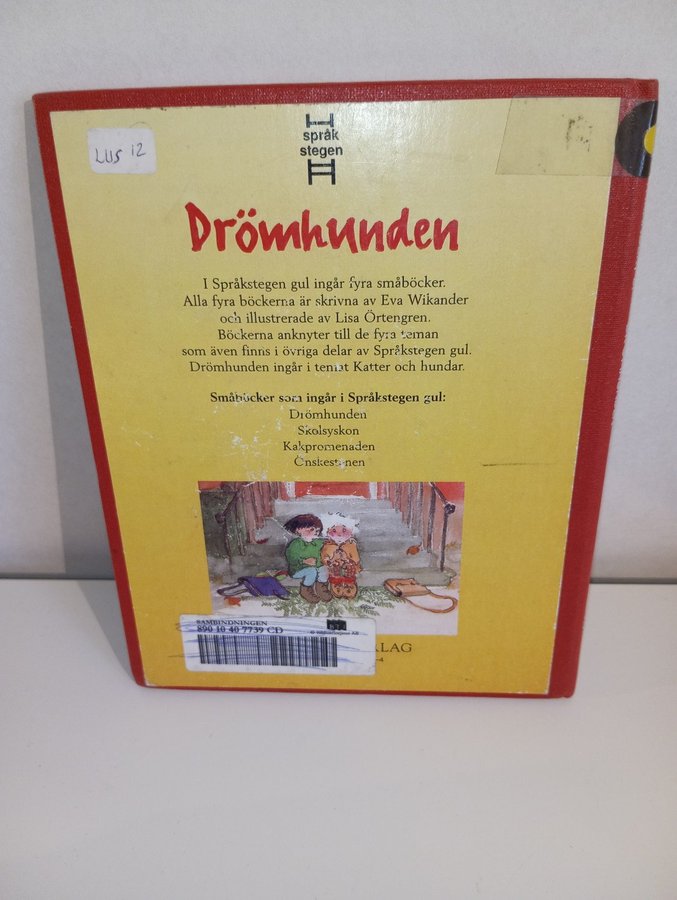 LUS 12
språk
stegen
Drömhunden
I Språkstegen gul ingår fyra småböcker.
Alla fyra böckerna är skrivna av Eva Wikander
och illustrerade av Lisa Örtengren.
Böckerna anknyter till de fyra teman
som även finns i övriga delar av Språkstegen gul.
Drömhunden ingår i temat Katter och hundar.
Småböcker som ingår i Språkstegen gul:
Drömhunden
Skolsyskon
Kakpromenaden
Önskestenen
SAMBINDNINGEN
890 10 40 7739 CD